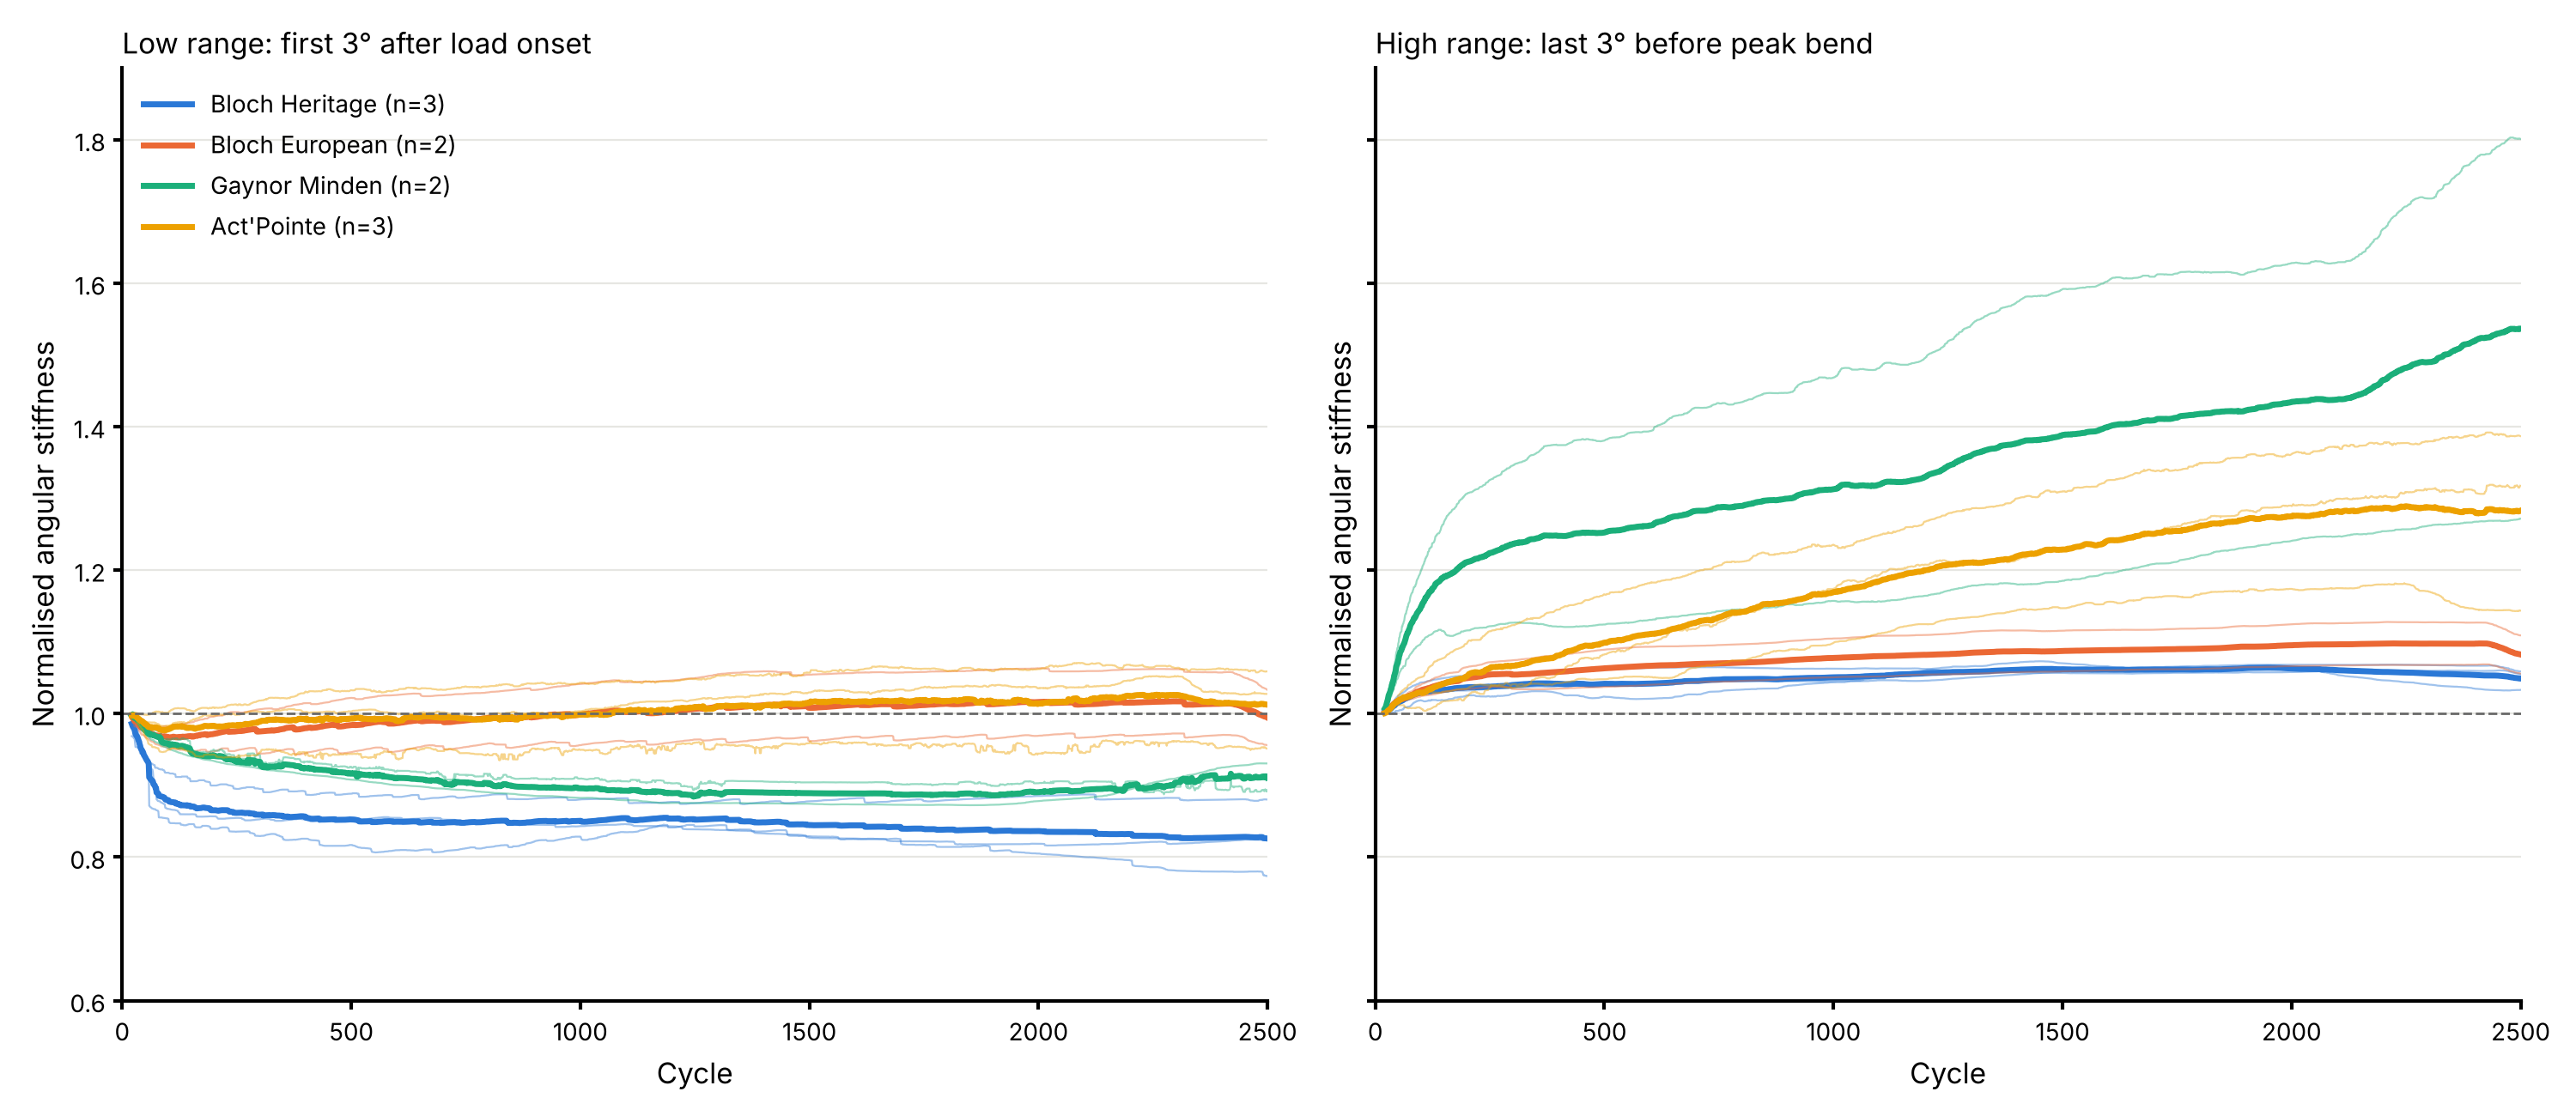 Low range: first 3° after load onset
Bloch Heritage (n=3)
Bloch European (n=2)
Gaynor Minden (n=2)
Act'Pointe (n=3)
Normalised angular stiffness
1.8
1.6
1.4
1.2
1.0
0.8
0.6
0 500 1000 1500 2000 2500
Cycle
High range: last 3° before peak bend
Normalised angular stiffness
0 500 1000 1500 2000 2500
Cycle